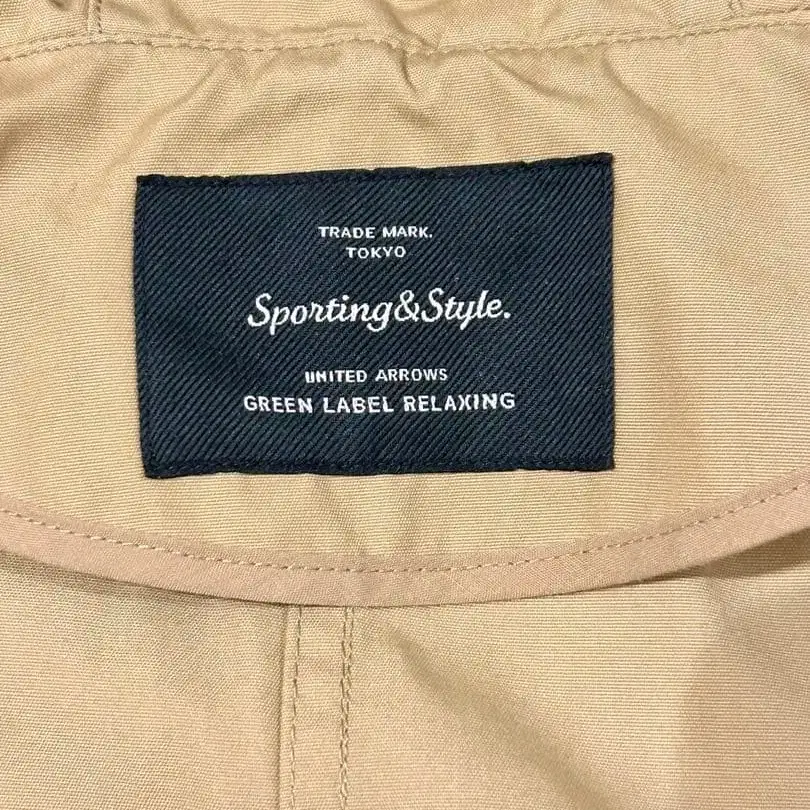 TRADE MARK.
TOKYO
Sporting&Style.
UNITED ARROWS
GREEN LABEL RELAXING